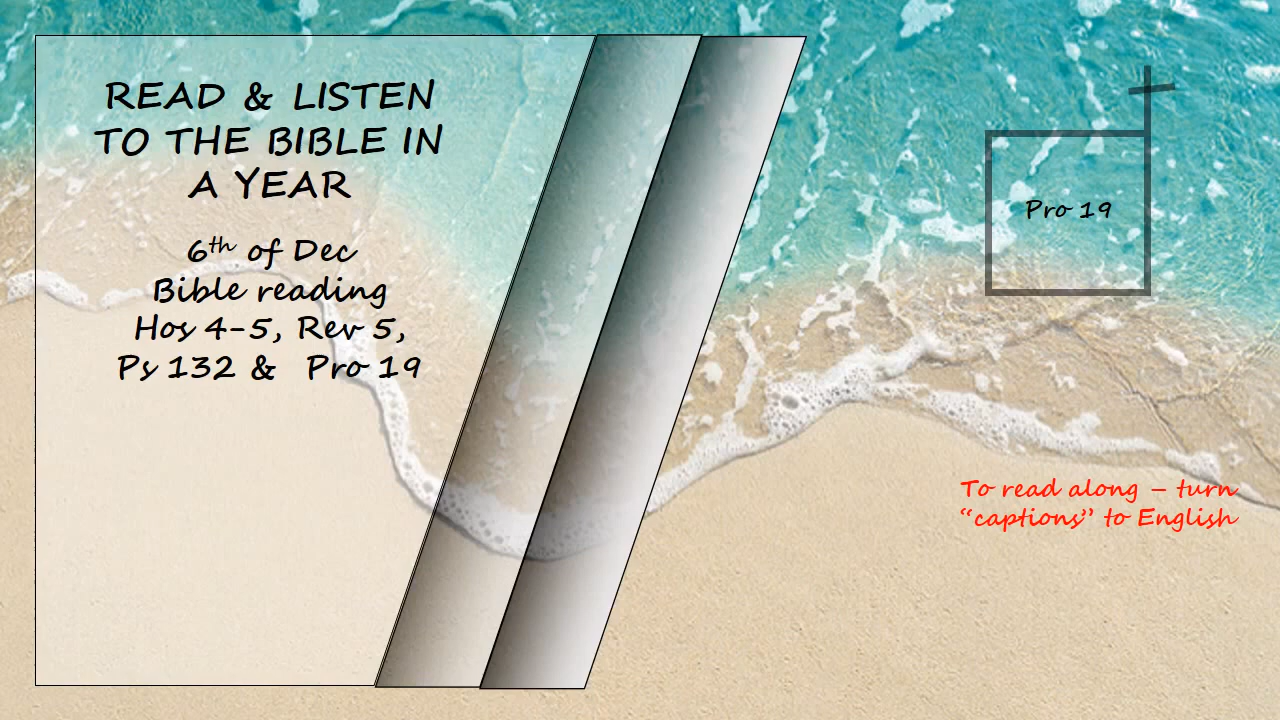 READ & LISTEN
TO THE BIBLE IN
A YEAR
6th of Dec
Bible reading
Hos 4-5, Rev 5,
Ps 132 & Pro 19
Pro 19
To read along – turn
“captions” to English